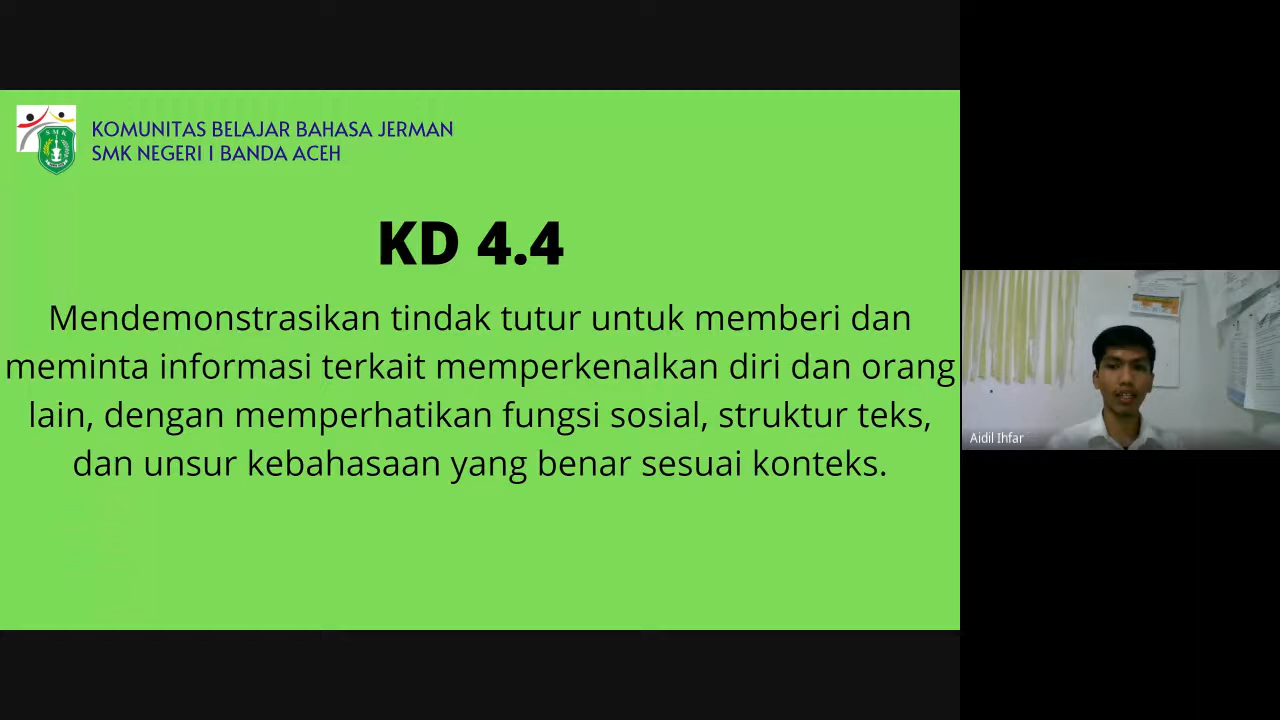 KOMUNITAS BELAJAR BAHASA JERMAN
SMK NEGERI 1 BANDA ACEH
KD 4.4
Mendemonstrasikan tindak tutur untuk memberi dan
meminta informasi terkait memperkenalkan diri dan orang
lain, dengan memperhatikan fungsi sosial, struktur teks,
dan unsur kebahasaan yang benar sesuai konteks.
SMK
Aidil Ihfar